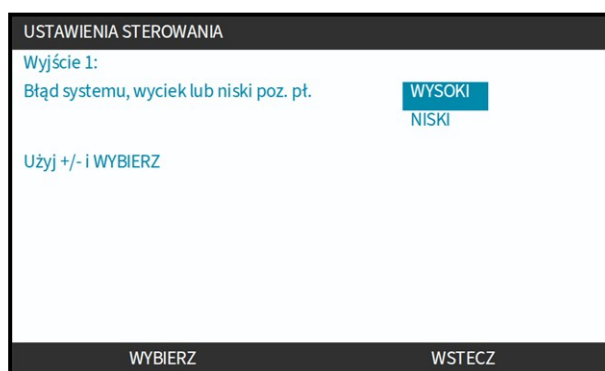 USTAWIENIA STEROWANIA
Wyjście 1:
Błąd systemu, wyciek lub niski poz. pł. WYSOKI
NISKI
Użyj +/- i WYBIERZ
WYBIERZ WSTECZ